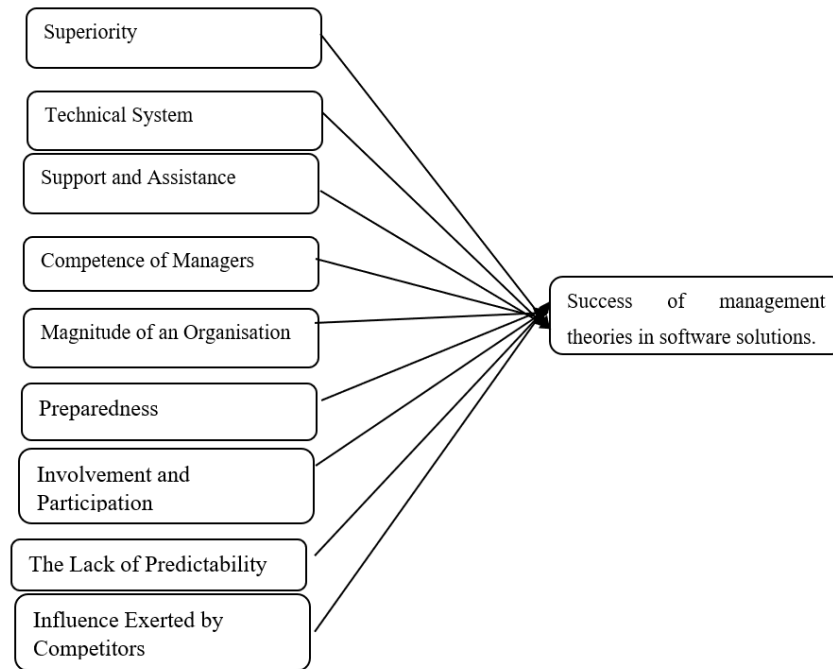 Superiority
Technical System
Support and Assistance
Competence of Managers
Magnitude of an Organisation
Preparedness
Involvement and
Participation
The Lack of Predictability
Influence Exerted by
Competitors
Success of management
theories in software solutions.